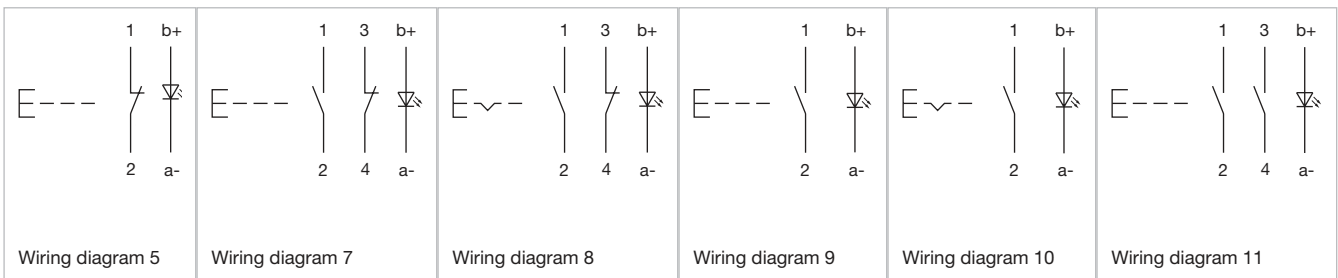 1 b+
2 a-
Wiring diagram 5
1 3 b+
2 4 a-
Wiring diagram 7
1 3 b+
2 4 a-
Wiring diagram 8
1 b+
2 a-
Wiring diagram 9
1 b+
2 a-
Wiring diagram 10
1 3 b+
2 4 a-
Wiring diagram 11